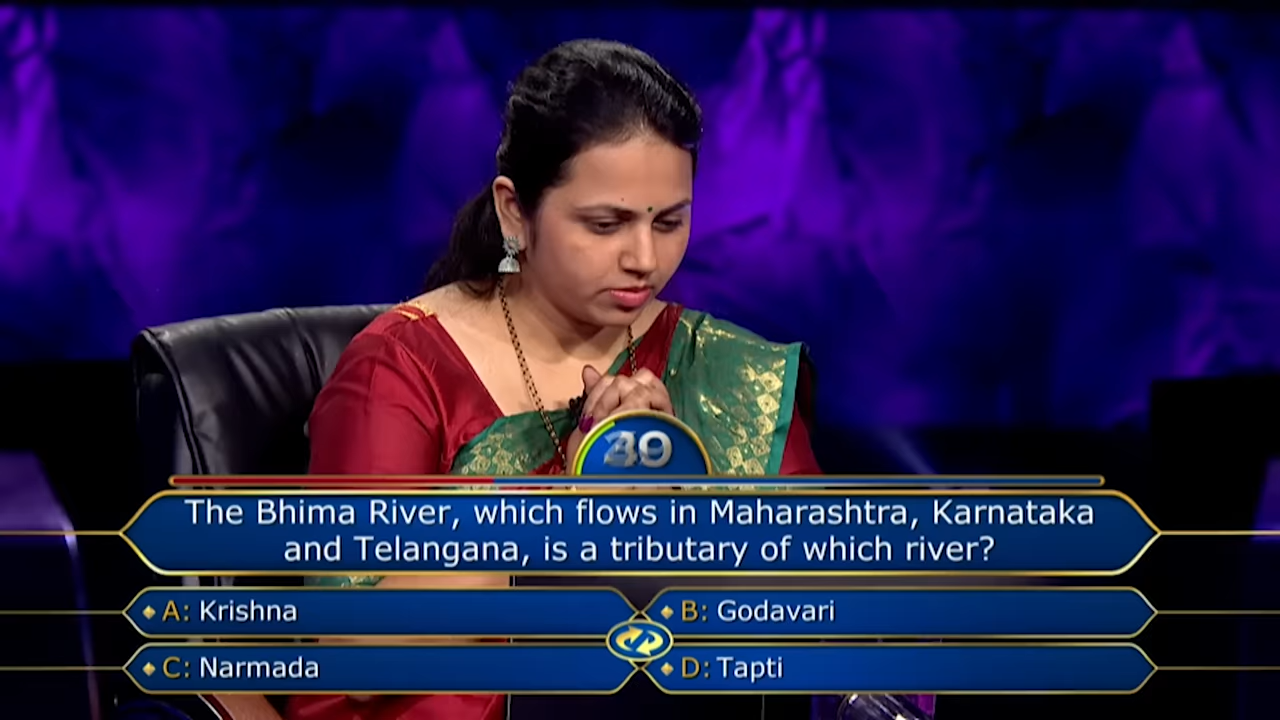 The Bhima River, which flows in Maharashtra, Karnataka
and Telangana, is a tributary of which river?
A: Krishna
B: Godavari
C: Narmada
D: Tapti